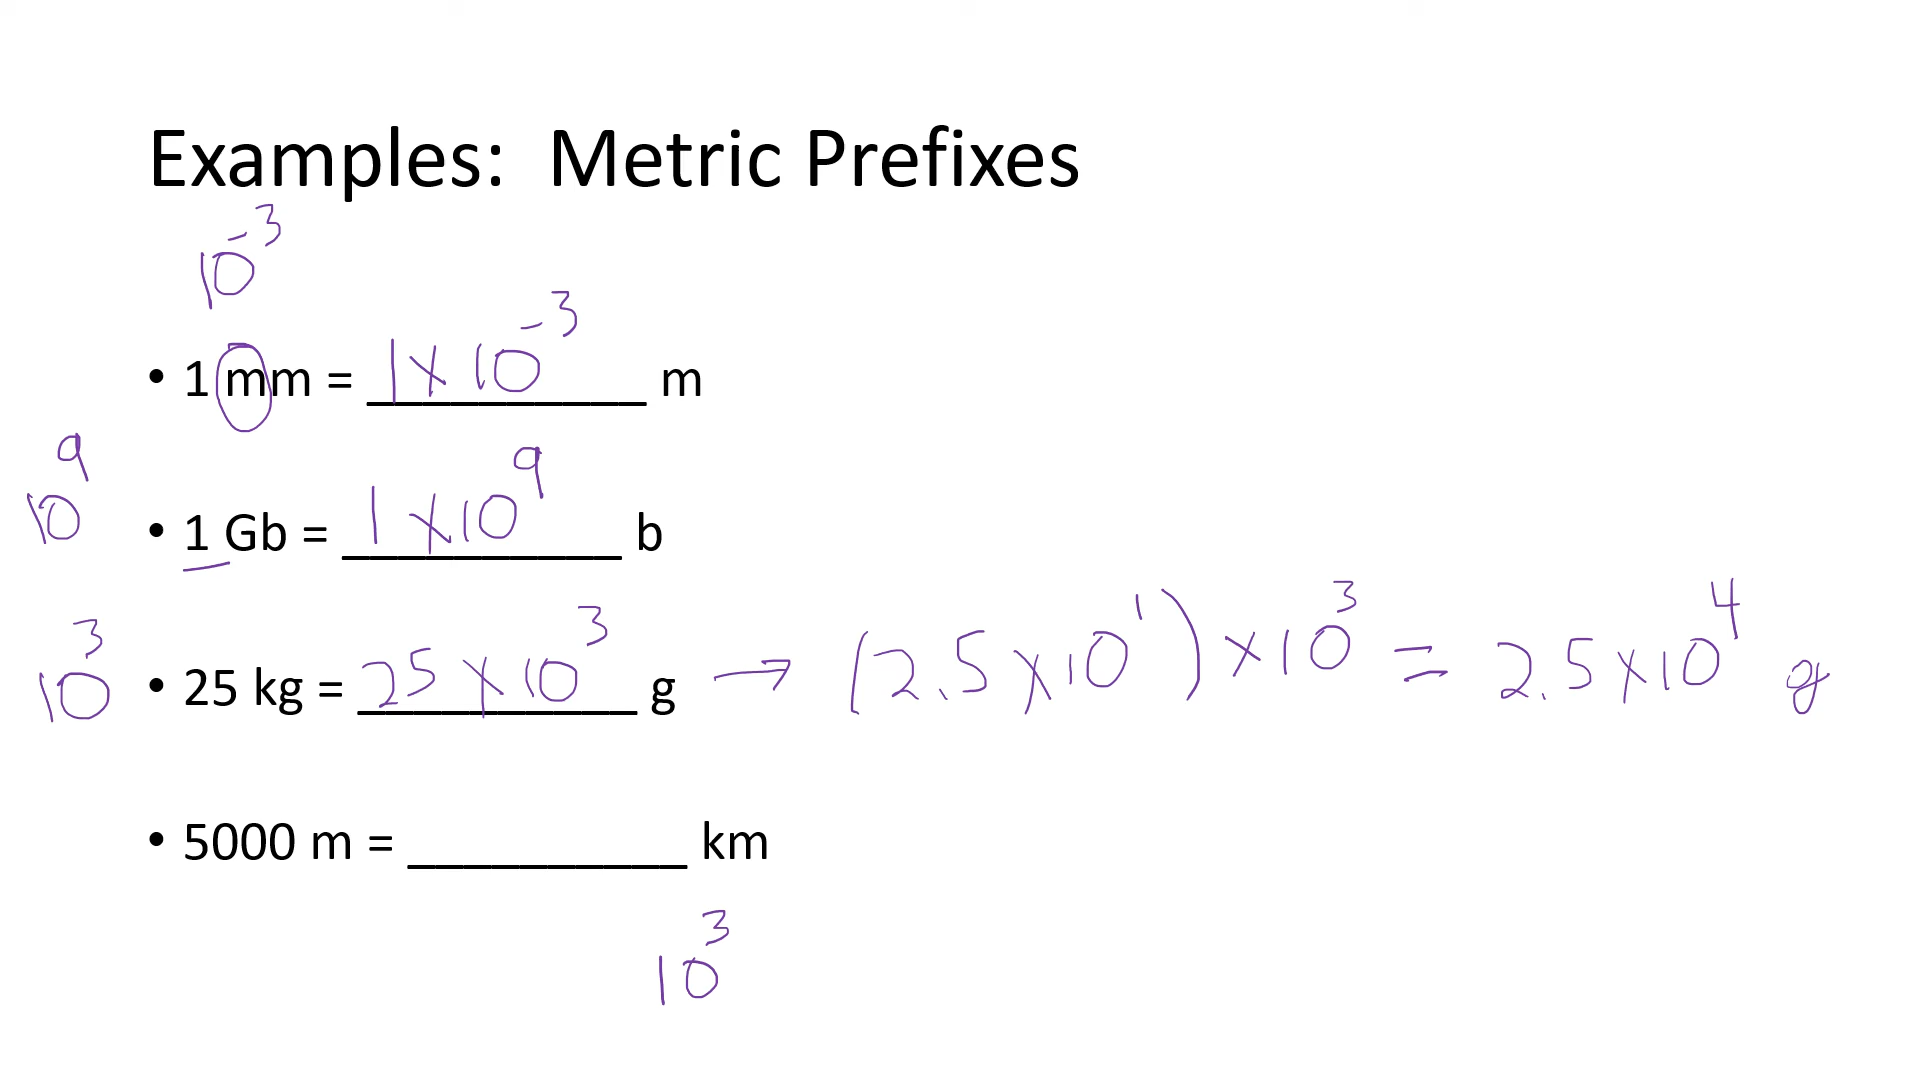 Examples: Metric Prefixes
10⁻³
• 1 mm = 1 x 10⁻³ m
10⁹
• 1 Gb = 1 x 10⁹ b
10³
• 25 kg = 25 x 10³ g → (2.5 x 10¹) x 10³ = 2.5 x 10⁴ g
• 5000 m = __________ km
10³